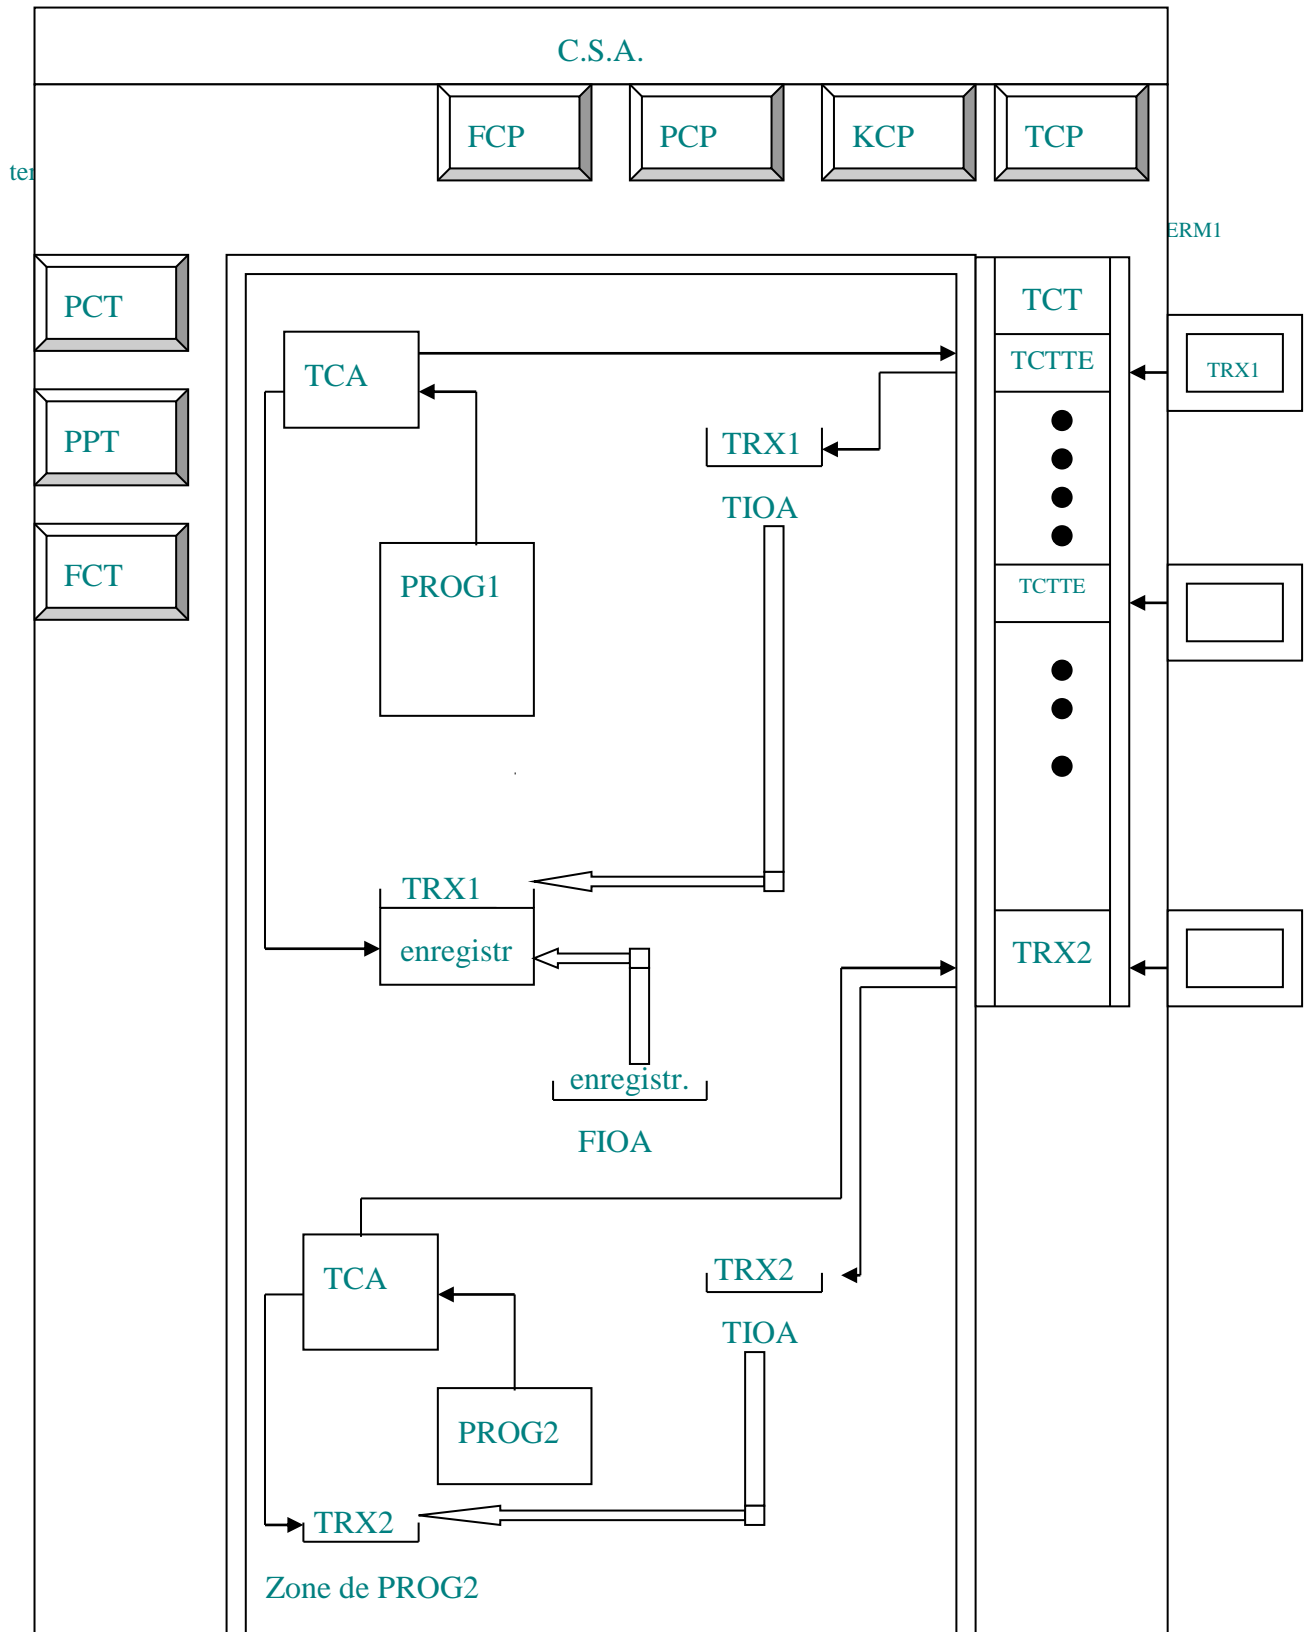 C.S.A.
FCP
PCP
KCP
TCP
ter
ERM1
PCT
TCT
TCA
TCTTE
TRX1
PPT
TRX1
TIOA
FCT
PROG1
TCTTE
TRX1
enregistr
TRX2
enregistr.
FIOA
TCA
TRX2
TIOA
PROG2
TRX2
Zone de PROG2